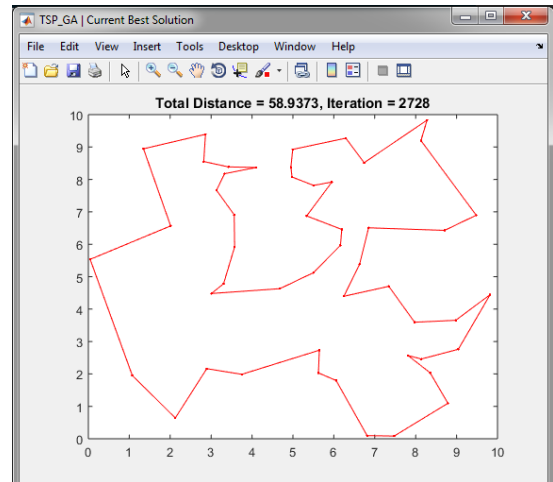 TSP_GA | Current Best Solution
File Edit View Insert Tools Desktop Window Help
Total Distance = 58.9373, Iteration = 2728
10
9
8
7
6
5
4
3
2
1
0
0 1 2 3 4 5 6 7 8 9 10